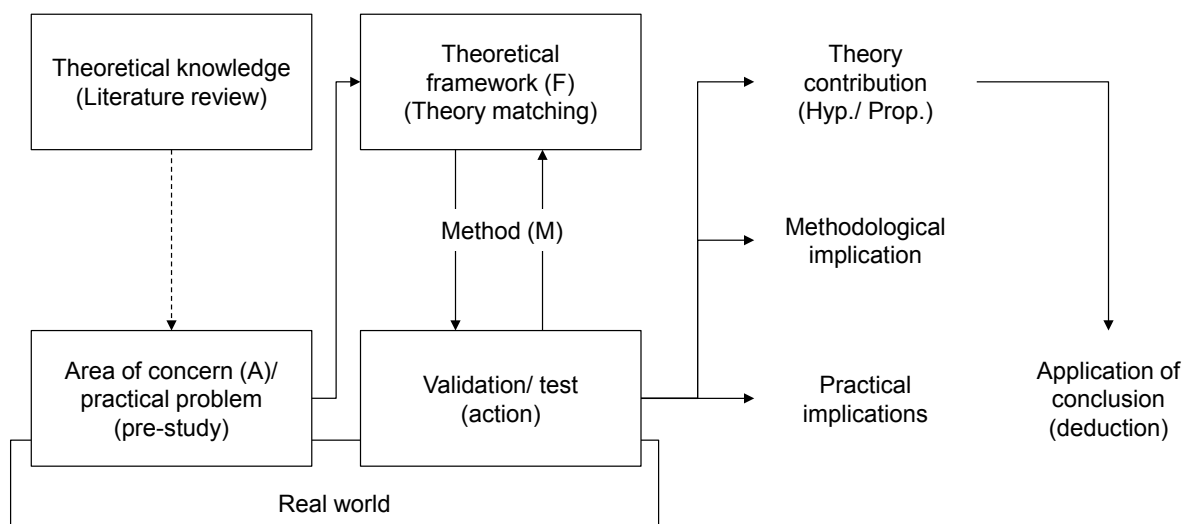 Theoretical knowledge
(Literature review)
Theoretical
framework (F)
(Theory matching)
Theory
contribution
(Hyp./ Prop.)
Method (M)
Methodological
implication
Area of concern (A)/
practical problem
(pre-study)
Validation/ test
(action)
Practical
implications
Application of
conclusion
(deduction)
Real world